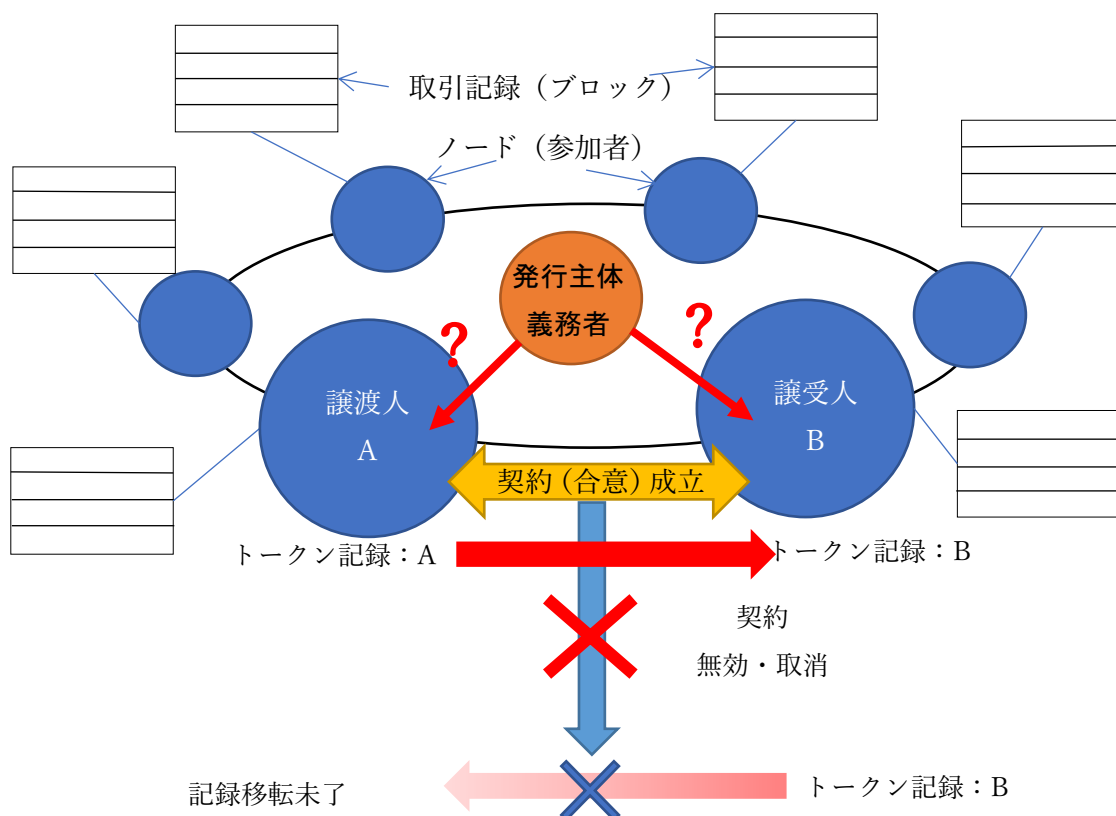 取引記録（ブロック）
ノード（参加者）
発行主体
義務者
？
？
譲渡人
A
譲受人
B
契約（合意）成立
トークン記録：A
トークン記録：B
契約
無効・取消
記録移転未了
トークン記録：B